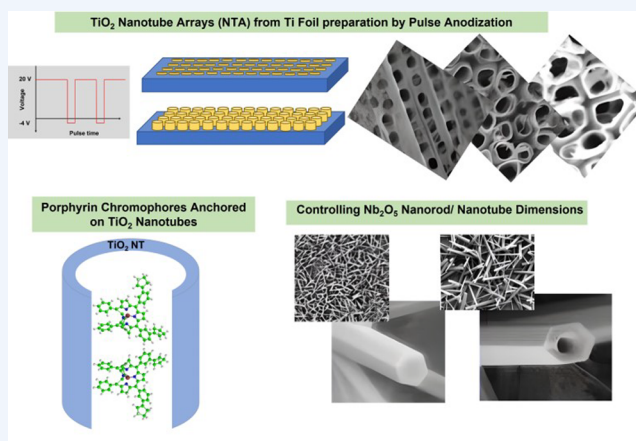 TiO2 Nanotube Arrays (NTA) from Ti Foil preparation by Pulse Anodization
20 V
Voltage
-4 V
Pulse time
Porphyrin Chromophores Anchored
on TiO2 Nanotubes
TiO2 NT
Controlling Nb2O5 Nanorod/ Nanotube Dimensions